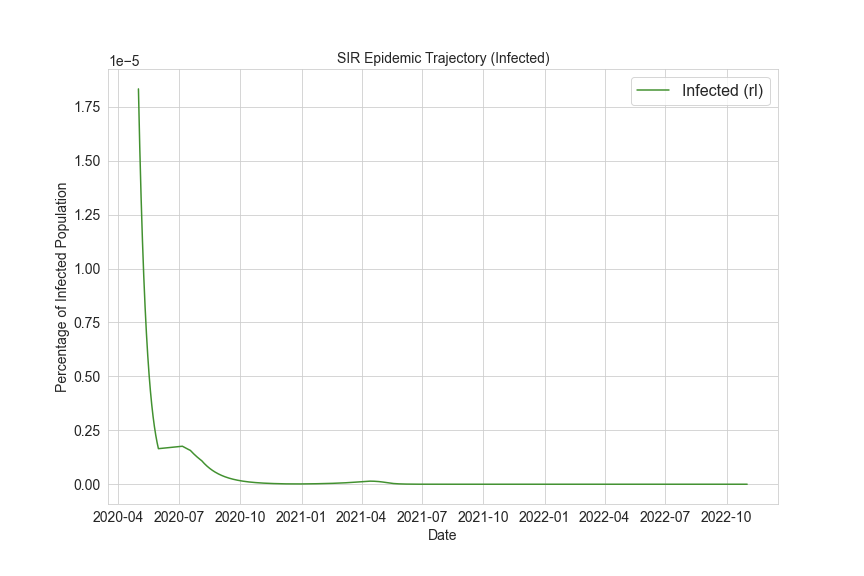 SIR Epidemic Trajectory (Infected)
1e−5
Infected (rI)
1.75
1.50
1.25
1.00
0.75
0.50
0.25
0.00
Percentage of Infected Population
2020-04 2020-07 2020-10 2021-01 2021-04 2021-07 2021-10 2022-01 2022-04 2022-07 2022-10
Date